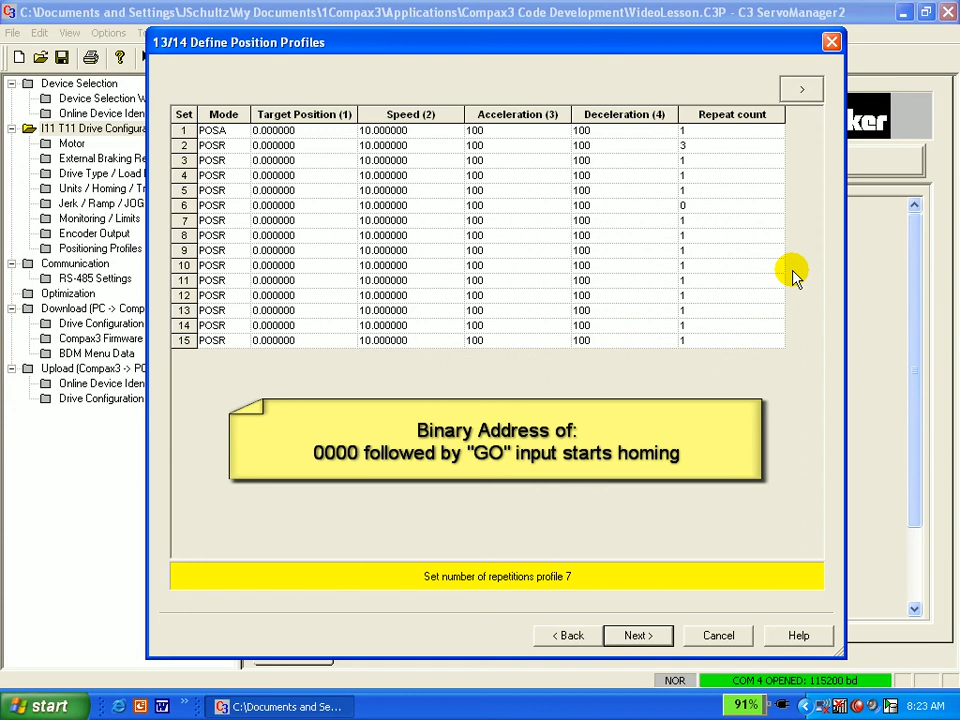 C3 C:\Documents and Settings\JSchultz\My Documents\1Compax3\Applications\Compax3 Code Development\VideoLesson.C3P - C3 ServoManager2
File Edit View Options
13/14 Define Position Profiles
Device Selection
Device Selection W
Online Device Iden
I11 T11 Drive Configura
Motor
External Braking Re
Drive Type / Load I
Units / Homing / Tr
Jerk / Ramp / JOG
Monitoring / Limits
Encoder Output
Positioning Profiles
Communication
RS-485 Settings
Optimization
Download (PC -> Comp
Drive Configuration
Compax3 Firmware
BDM Menu Data
Upload (Compax3 -> PC
Online Device Iden
Drive Configuration
>
ker
Set Mode Target Position (1) Speed (2) Acceleration (3) Deceleration (4) Repeat count
1 POSA 0.000000 10.000000 100 100 1
2 POSR 0.000000 10.000000 100 100 3
3 POSR 0.000000 10.000000 100 100 1
4 POSR 0.000000 10.000000 100 100 1
5 POSR 0.000000 10.000000 100 100 1
6 POSR 0.000000 10.000000 100 100 0
7 POSR 0.000000 10.000000 100 100 1
8 POSR 0.000000 10.000000 100 100 1
9 POSR 0.000000 10.000000 100 100 1
10 POSR 0.000000 10.000000 100 100 1
11 POSR 0.000000 10.000000 100 100 1
12 POSR 0.000000 10.000000 100 100 1
13 POSR 0.000000 10.000000 100 100 1
14 POSR 0.000000 10.000000 100 100 1
15 POSR 0.000000 10.000000 100 100 1
Binary Address of:
0000 followed by "GO" input starts homing
Set number of repetitions profile 7
< Back Next > Cancel Help
NOR COM 4 OPENED: 115200 bd
start C:\Documents and Se... 91% 8:23 AM